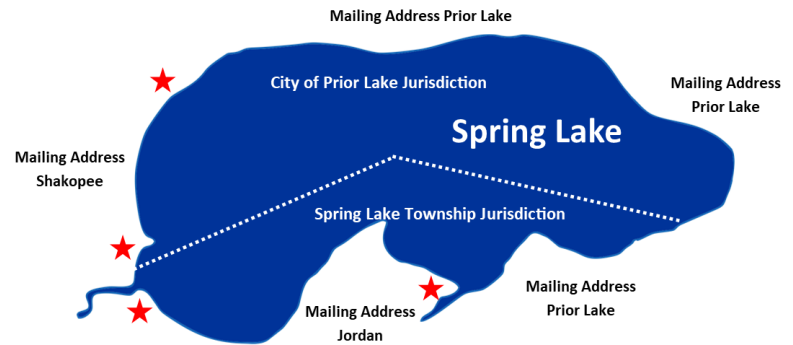 Mailing Address Prior Lake
City of Prior Lake Jurisdiction
Mailing Address
Prior Lake
Spring Lake
Mailing Address
Shakopee
Spring Lake Township Jurisdiction
Mailing Address
Prior Lake
Mailing Address
Jordan